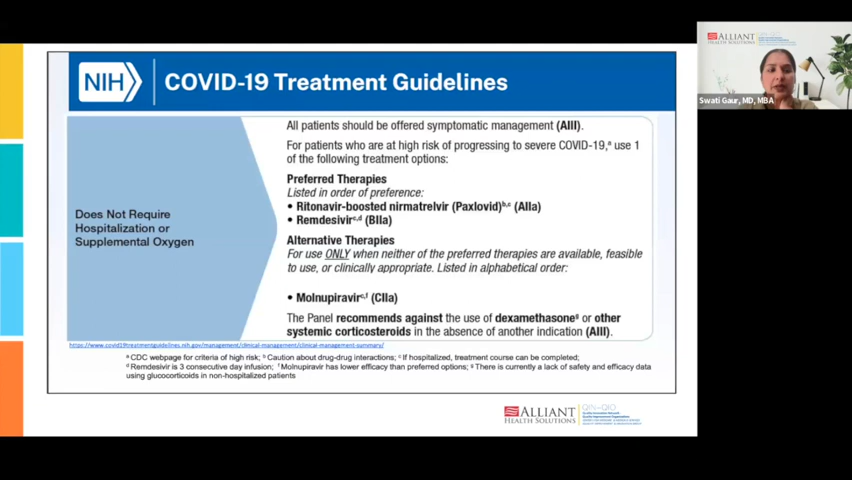 NIH
COVID-19 Treatment Guidelines
Does Not Require
Hospitalization or
Supplemental Oxygen
All patients should be offered symptomatic management (AIII).
For patients who are at high risk of progressing to severe COVID-19,a use 1
of the following treatment options:
Preferred Therapies
Listed in order of preference:
• Ritonavir-boosted nirmatrelvir (Paxlovid)b,c (AIIa)
• Remdesivirc,d (BIIa)
Alternative Therapies
For use ONLY when neither of the preferred therapies are available, feasible
to use, or clinically appropriate. Listed in alphabetical order:
• Molnupiravirc,f (CIIa)
The Panel recommends against the use of dexamethasoneg or other
systemic corticosteroids in the absence of another indication (AIII).
https://www.covid19treatmentguidelines.nih.gov/management/clinical-management/clinical-management-summary/
a CDC webpage for criteria of high risk; b Caution about drug-drug interactions; c If hospitalized, treatment course can be completed;
d Remdesivir is 3 consecutive day infusion; f Molnupiravir has lower efficacy than preferred options; g There is currently a lack of safety and efficacy data
using glucocorticoids in non-hospitalized patients
ALLIANT
HEALTH SOLUTIONS
QIN-QIO
Quality Innovation Network -
Quality Improvement Organizations
ALLIANT
HEALTH SOLUTIONS
Swati Gaur, MD, MBA